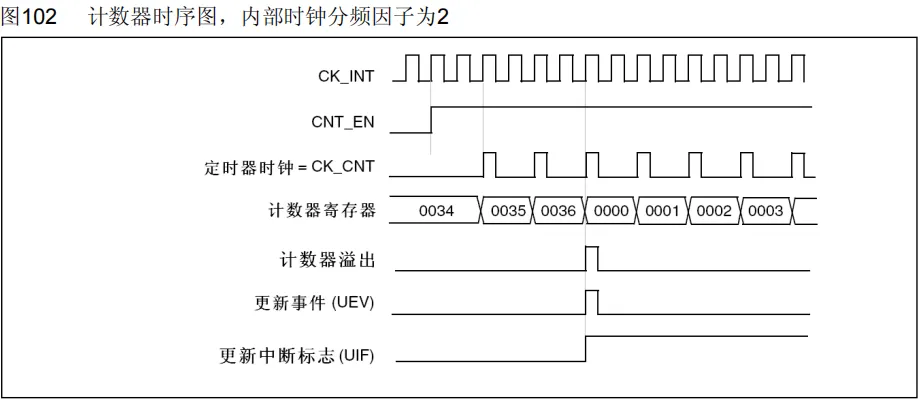 图102 计数器时序图，内部时钟分频因子为2
CK_INT
CNT_EN
定时器时钟 = CK_CNT
计数器寄存器 0034 0035 0036 0000 0001 0002 0003
计数器溢出
更新事件 (UEV)
更新中断标志 (UIF)